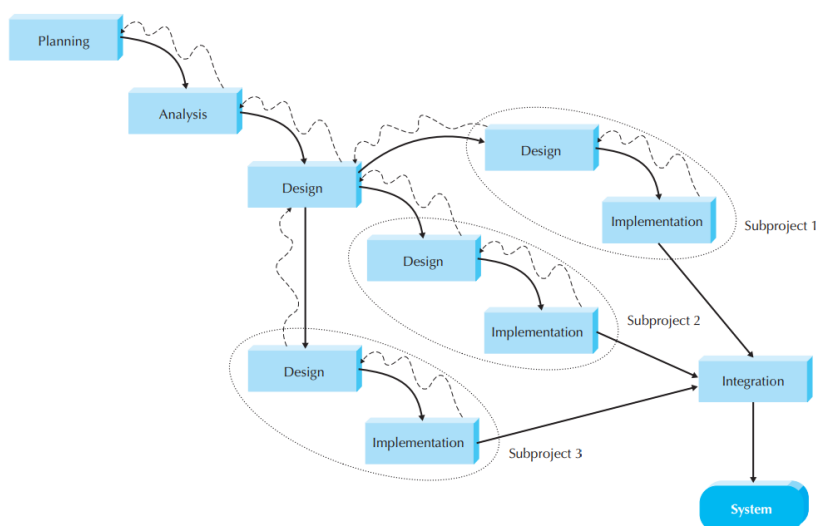 Planning
Analysis
Design
Design
Implementation
Subproject 1
Design
Implementation
Subproject 2
Design
Implementation
Subproject 3
Integration
System